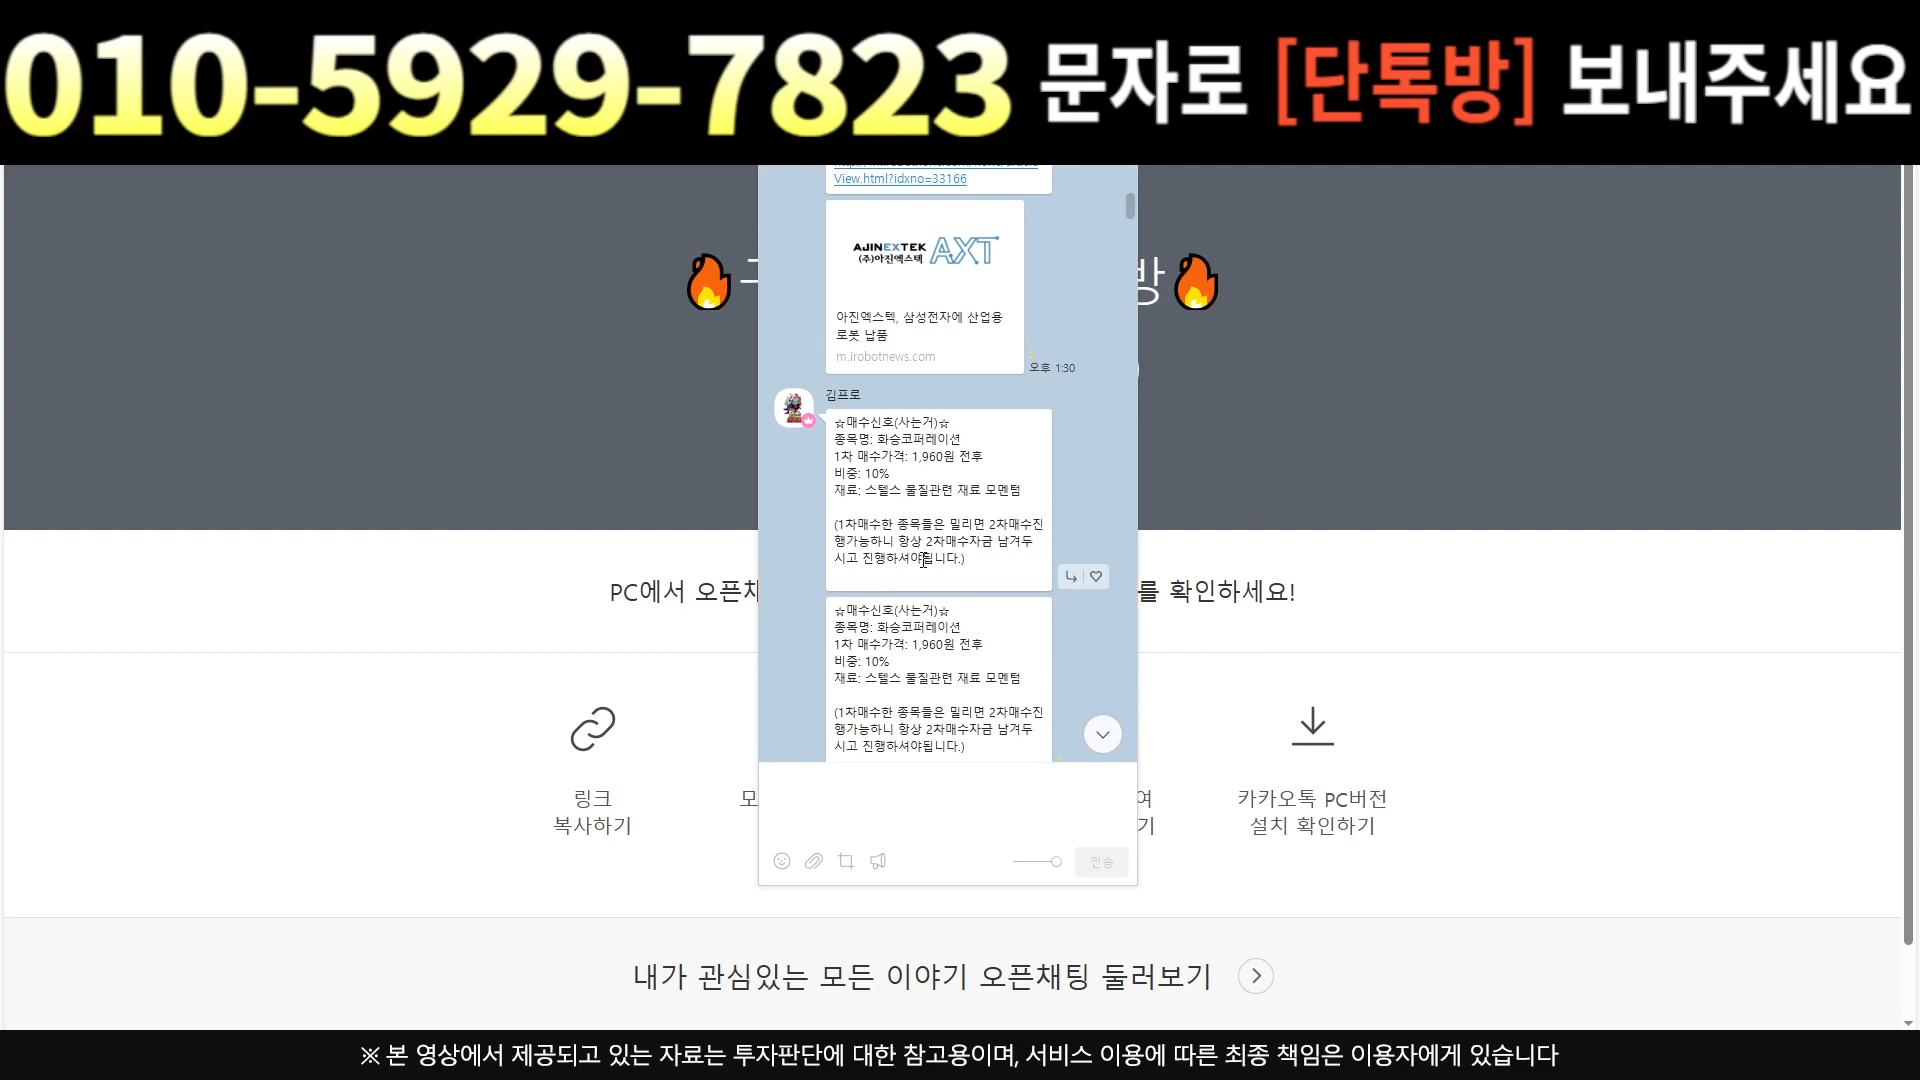 010-5929-7823 문자로 [단톡방] 보내주세요
View.html?idxno=33166
AJINEXTEK AXT
(주)아진엑스텍
방
아진엑스텍, 삼성전자에 산업용
로봇 납품
m.irobotnews.com
2
오후 1:30
김프로
☆매수신호(사는거)☆
종목명: 화승코퍼레이션
1차 매수가격: 1,960원 전후
비중: 10%
재료: 스텔스 물질관련 재료 모멘텀
(1차매수한 종목들은 밀리면 2차매수진
행가능하니 항상 2차매수자금 남겨두
시고 진행하셔야됩니다.)
PC에서 오픈채
를 확인하세요!
☆매수신호(사는거)☆
종목명: 화승코퍼레이션
1차 매수가격: 1,960원 전후
비중: 10%
재료: 스텔스 물질관련 재료 모멘텀
(1차매수한 종목들은 밀리면 2차매수진
행가능하니 항상 2차매수자금 남겨두
시고 진행하셔야됩니다.)
링크
복사하기
모
여
기
카카오톡 PC버전
설치 확인하기
전송
내가 관심있는 모든 이야기 오픈채팅 둘러보기
※ 본 영상에서 제공되고 있는 자료는 투자판단에 대한 참고용이며, 서비스 이용에 따른 최종 책임은 이용자에게 있습니다